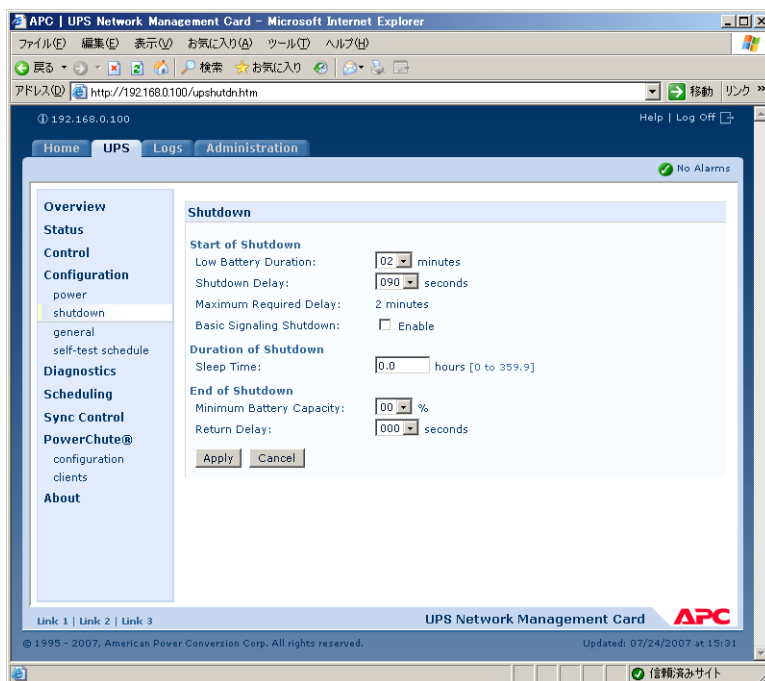 APC | UPS Network Management Card - Microsoft Internet Explorer
ファイル(F) 編集(E) 表示(V) お気に入り(A) ツール(T) ヘルプ(H)
戻る 検索 お気に入り
アドレス(D) http://192.168.0.100/upshutdn.htm 移動 リンク »
192.168.0.100 Help | Log Off
Home UPS Logs Administration
No Alarms
Overview
Status
Control
Configuration
power
shutdown
general
self-test schedule
Diagnostics
Scheduling
Sync Control
PowerChute®
configuration
clients
About
Shutdown
Start of Shutdown
Low Battery Duration: 02 minutes
Shutdown Delay: 090 seconds
Maximum Required Delay: 2 minutes
Basic Signaling Shutdown: Enable
Duration of Shutdown
Sleep Time: 0.0 hours [0 to 359.9]
End of Shutdown
Minimum Battery Capacity: 00 %
Return Delay: 000 seconds
Apply Cancel
Link 1 | Link 2 | Link 3 UPS Network Management Card APC
© 1995 - 2007, American Power Conversion Corp. All rights reserved. Updated: 07/24/2007 at 15:31
信頼済みサイト